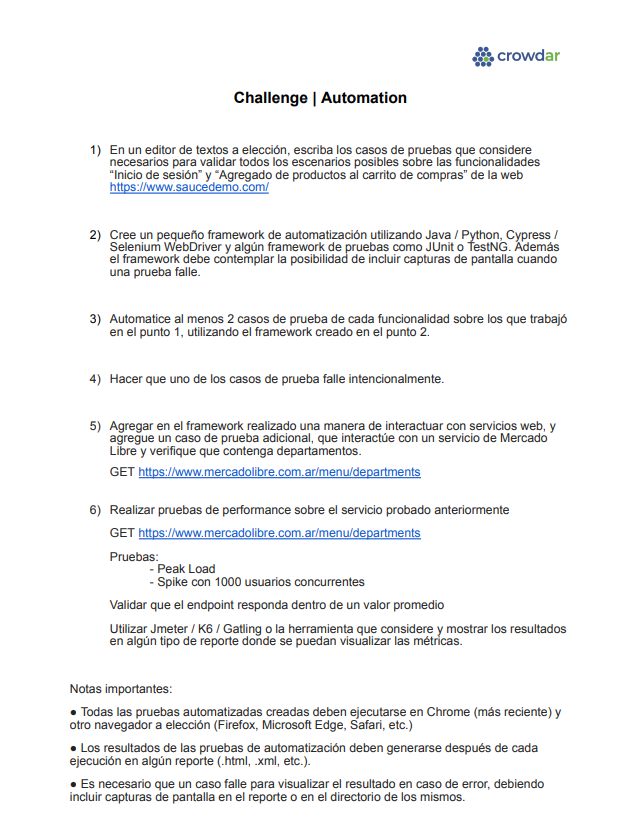 crowdar
Challenge | Automation
1) En un editor de textos a elección, escriba los casos de pruebas que considere
necesarios para validar todos los escenarios posibles sobre las funcionalidades
“Inicio de sesión” y “Agregado de productos al carrito de compras” de la web
https://www.saucedemo.com/
2) Cree un pequeño framework de automatización utilizando Java / Python, Cypress /
Selenium WebDriver y algún framework de pruebas como JUnit o TestNG. Además
el framework debe contemplar la posibilidad de incluir capturas de pantalla cuando
una prueba falle.
3) Automatice al menos 2 casos de prueba de cada funcionalidad sobre los que trabajó
en el punto 1, utilizando el framework creado en el punto 2.
4) Hacer que uno de los casos de prueba falle intencionalmente.
5) Agregar en el framework realizado una manera de interactuar con servicios web, y
agregue un caso de prueba adicional, que interactúe con un servicio de Mercado
Libre y verifique que contenga departamentos.
GET https://www.mercadolibre.com.ar/menu/departments
6) Realizar pruebas de performance sobre el servicio probado anteriormente
GET https://www.mercadolibre.com.ar/menu/departments
Pruebas:
- Peak Load
- Spike con 1000 usuarios concurrentes
Validar que el endpoint responda dentro de un valor promedio
Utilizar Jmeter / K6 / Gatling o la herramienta que considere y mostrar los resultados
en algún tipo de reporte donde se puedan visualizar las métricas.
Notas importantes:
● Todas las pruebas automatizadas creadas deben ejecutarse en Chrome (más reciente) y
otro navegador a elección (Firefox, Microsoft Edge, Safari, etc.)
● Los resultados de las pruebas de automatización deben generarse después de cada
ejecución en algún reporte (.html, .xml, etc.).
● Es necesario que un caso falle para visualizar el resultado en caso de error, debiendo
incluir capturas de pantalla en el reporte o en el directorio de los mismos.